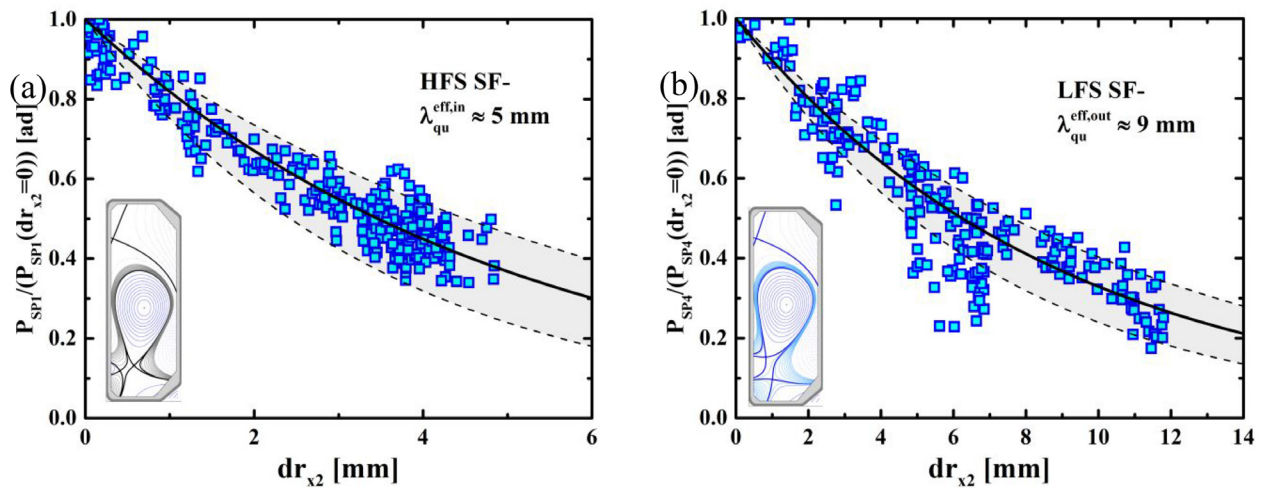 (a)
P_SP1/(P_SP1(dr_x2=0)) [ad]
1.0
0.8
0.6
0.4
0.2
0.0
HFS SF-
λ_qu^eff,in ≈ 5 mm
0 2 4 6
dr_x2 [mm]
(b)
P_SP4/(P_SP4(dr_x2=0)) [ad]
1.0
0.8
0.6
0.4
0.2
0.0
LFS SF-
λ_qu^eff,out ≈ 9 mm
0 2 4 6 8 10 12 14
dr_x2 [mm]